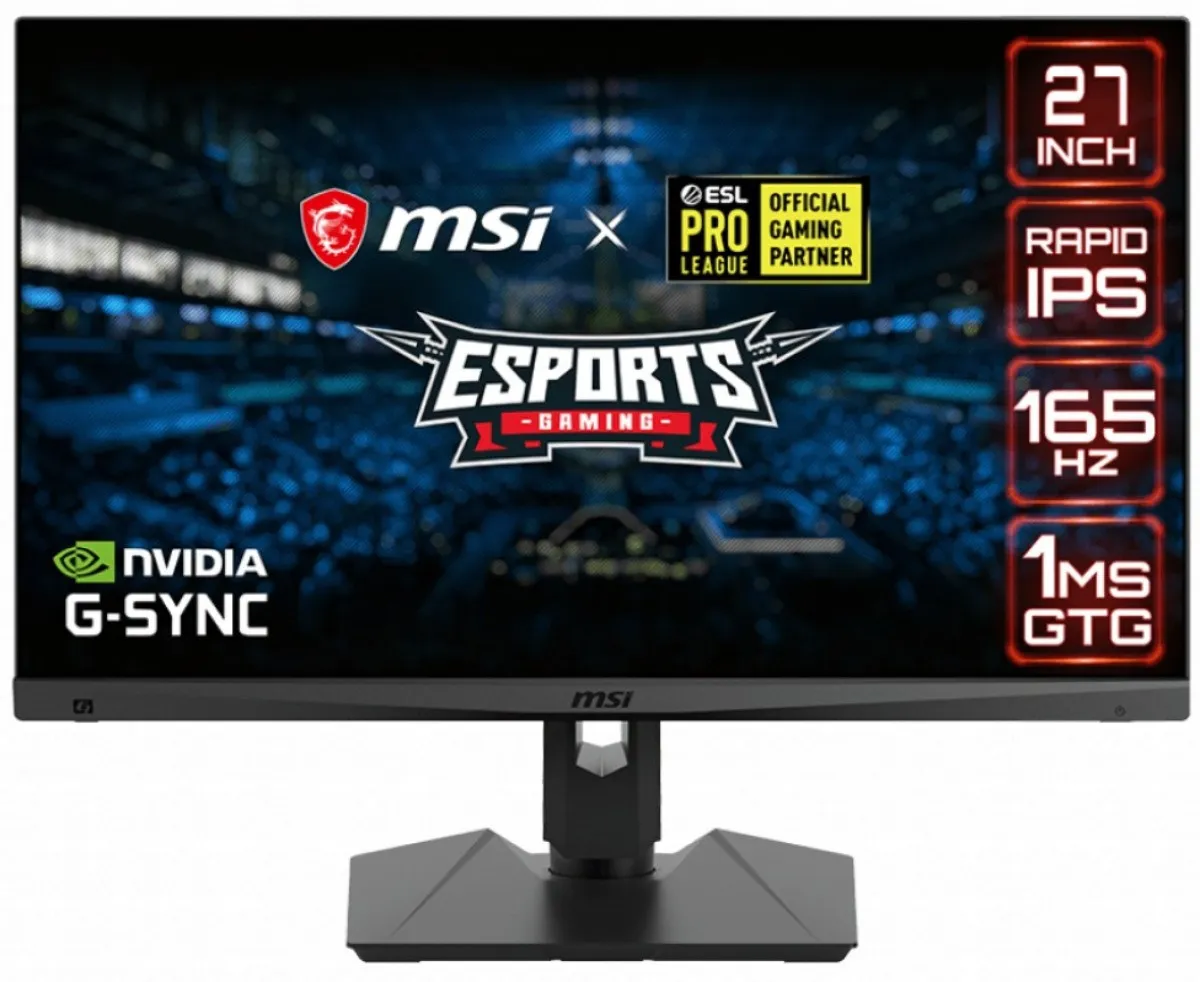 msi
ESL
PRO
LEAGUE
OFFICIAL
GAMING
PARTNER
ESPORTS
-GAMING-
NVIDIA
G-SYNC
27
INCH
RAPID
IPS
165
HZ
1MS
GTG
msi